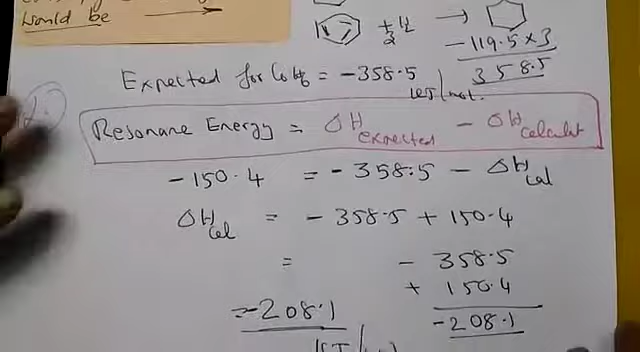 would be
+ H2
- 119.5 × 3
358.5
Expected for C6H6 = - 358.5
KJ/mol.
2.
Resonane Energy = ΔH expected - ΔH calculat
- 150.4 = - 358.5 - ΔH cal
ΔH cal = - 358.5 + 150.4
= - 358.5
+ 150.4
= -208.1
- 208.1